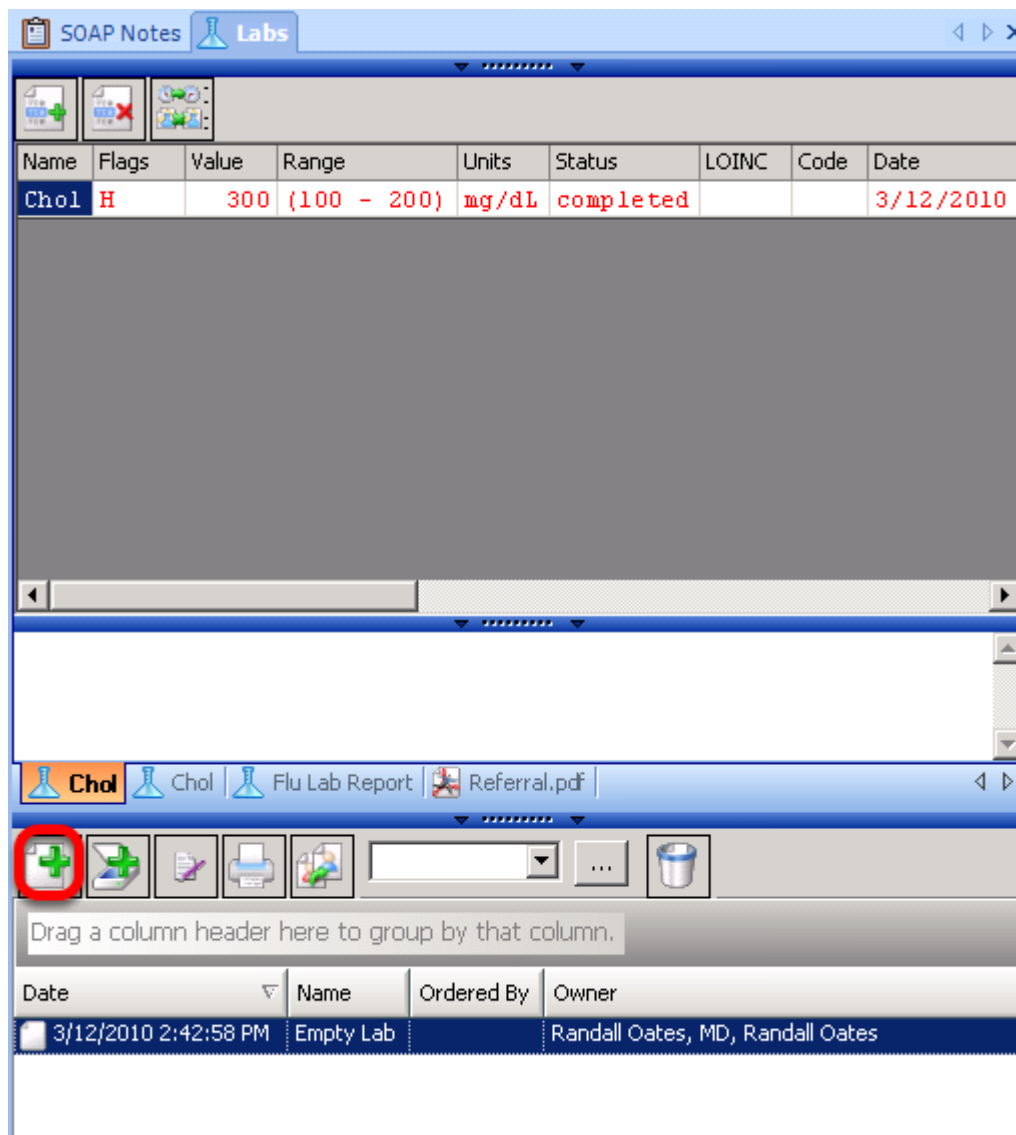 SOAP Notes Labs
Name Flags Value Range Units Status LOINC Code Date
Chol H 300 (100 - 200) mg/dL completed 3/12/2010
Chol Chol Flu Lab Report Referral.pdf
...
Drag a column header here to group by that column.
Date Name Ordered By Owner
3/12/2010 2:42:58 PM Empty Lab Randall Oates, MD, Randall Oates